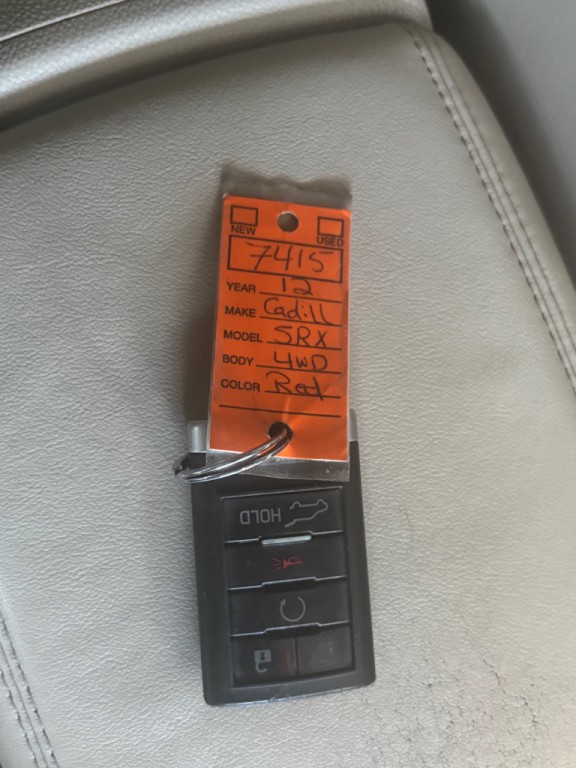 NEW USED
7415
YEAR 12
MAKE Cadill
MODEL SRX
BODY 4WD
COLOR Red
HOLD